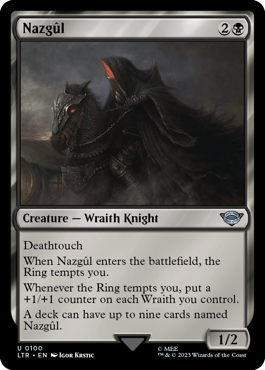 Nazgûl 2
Creature — Wraith Knight
Deathtouch
When Nazgûl enters the battlefield, the
Ring tempts you.
Whenever the Ring tempts you, put a
+1/+1 counter on each Wraith you control.
A deck can have up to nine cards named
Nazgûl.
1/2
U 0100
LTR • EN Igor Krstic
© MEE
™ & © 2023 Wizards of the Coast